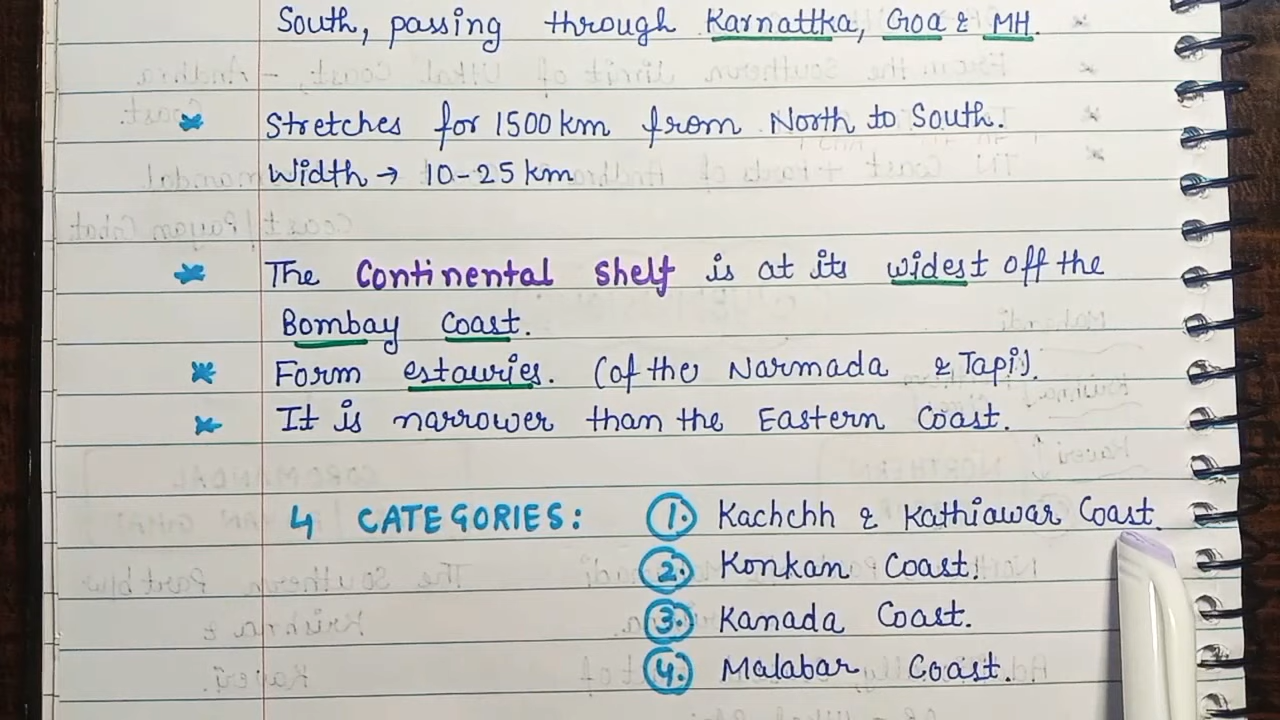 South, passing through Karnattka, Goa & MH.
* Stretches for 1500 km from North to South.
Width → 10-25 km
* The Continental Shelf is at its widest off the
Bombay Coast.
* Form estauries. (of the Narmada & Tapi).
* It is narrower than the Eastern Coast.
4 CATEGORIES: 1. Kachchh & Kathiawar Coast.
2. Konkan Coast.
3. Kanada Coast.
4. Malabar Coast.